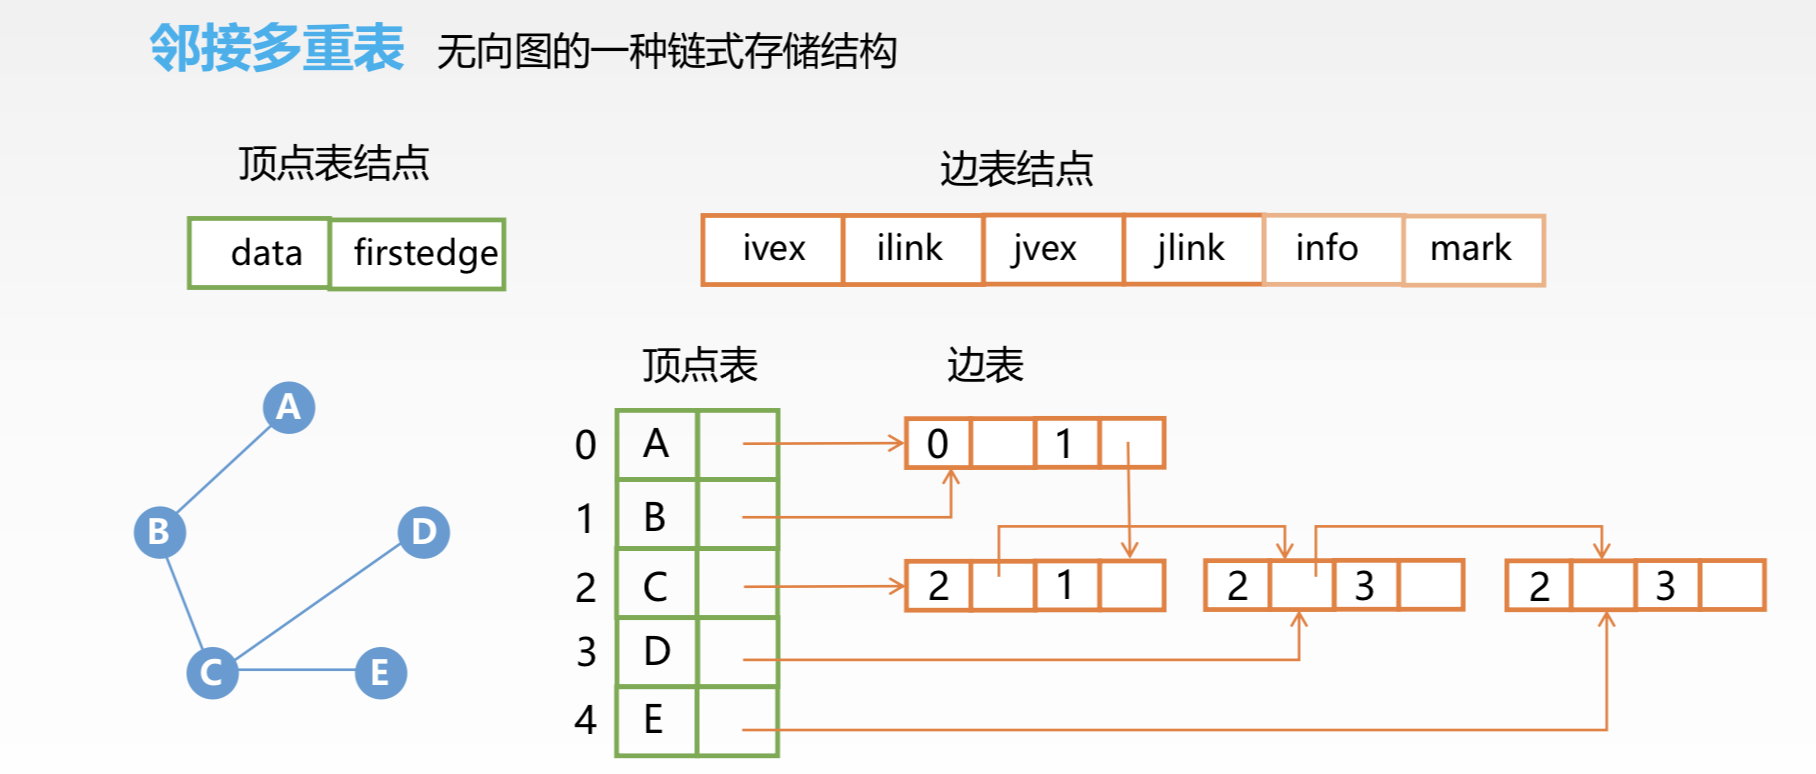 邻接多重表 无向图的一种链式存储结构
顶点表结点
边表结点
data firstedge
ivex ilink jvex jlink info mark
顶点表
边表
A
B
D
C
E
0 A
1 B
2 C
3 D
4 E
0 1
2 1
2 3
2 3